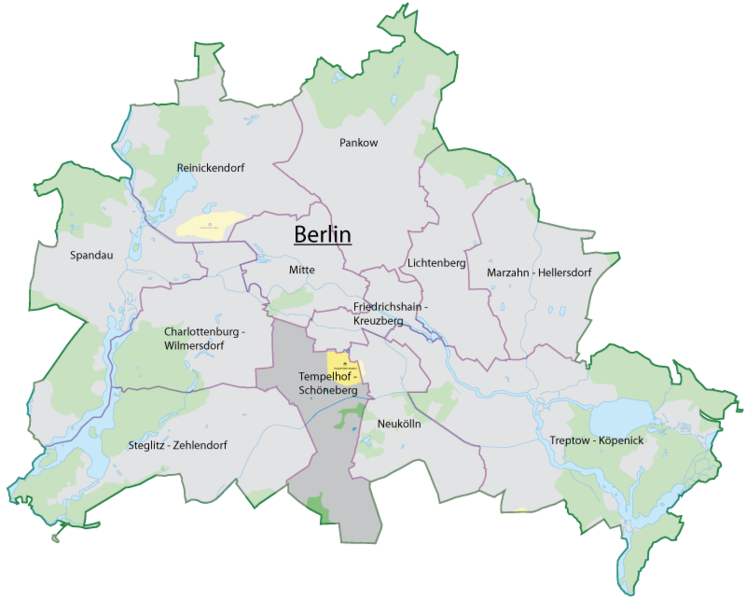 Pankow
Reinickendorf
Berlin
Spandau
Mitte
Lichtenberg
Marzahn - Hellersdorf
Friedrichshain -
Kreuzberg
Charlottenburg -
Wilmersdorf
Tempelhof -
Schöneberg
Neukölln
Steglitz - Zehlendorf
Treptow - Köpenick